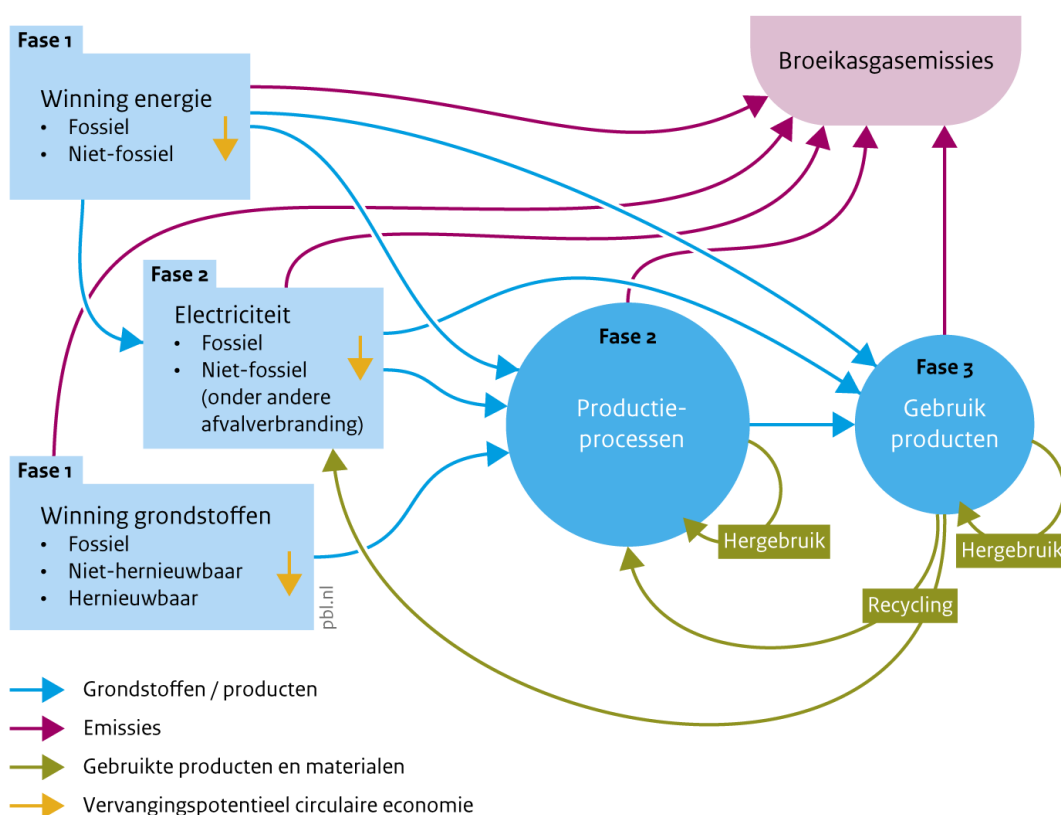 Fase 1
Winning energie
• Fossiel
• Niet-fossiel
Broeikasgasemissies
Fase 2
Electriciteit
• Fossiel
• Niet-fossiel
(onder andere
afvalverbranding)
Fase 2
Productie-
processen
Fase 3
Gebruik
producten
Fase 1
Winning grondstoffen
• Fossiel
• Niet-hernieuwbaar
• Hernieuwbaar
pbl.nl
Hergebruik
Hergebruik
Recycling
Grondstoffen / producten
Emissies
Gebruikte producten en materialen
Vervangingspotentieel circulaire economie